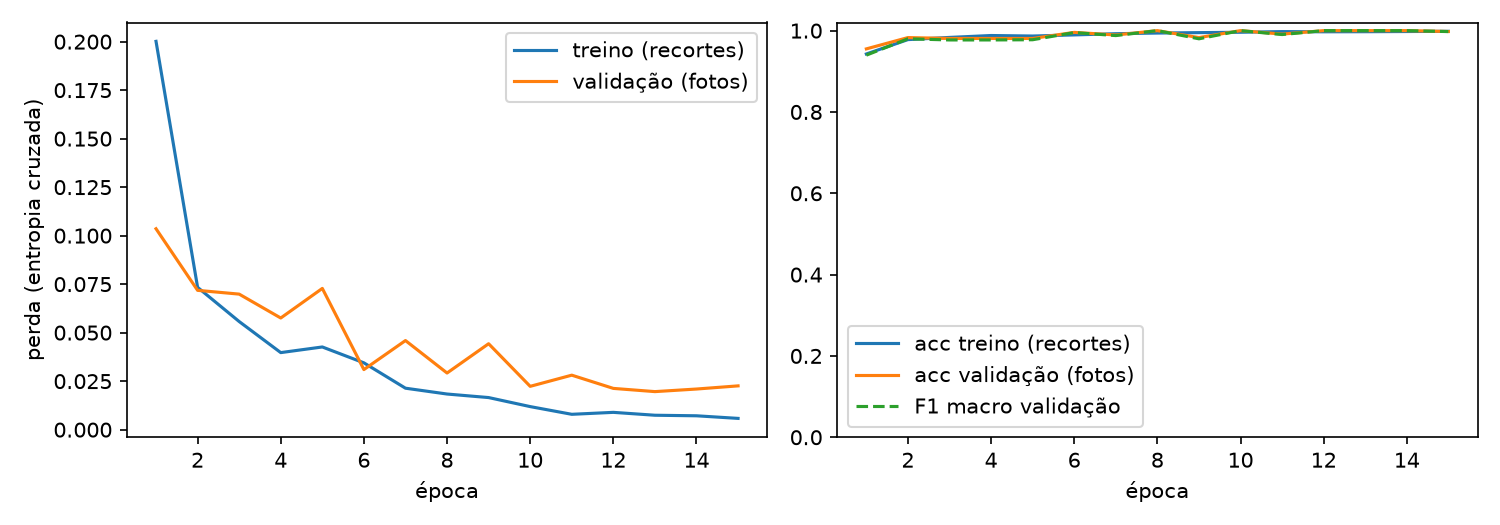 0.200
0.175
0.150
0.125
0.100
0.075
0.050
0.025
0.000
perda (entropia cruzada)
treino (recortes)
validação (fotos)
2 4 6 8 10 12 14
época
1.0
0.8
0.6
0.4
0.2
0.0
acc treino (recortes)
acc validação (fotos)
F1 macro validação
2 4 6 8 10 12 14
época